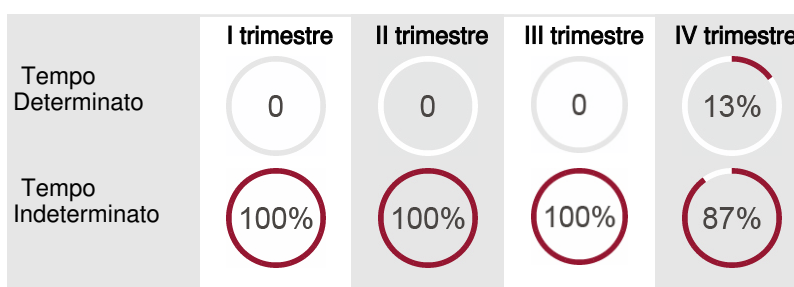 I trimestre II trimestre III trimestre IV trimestre
Tempo
Determinato
0 0 0 13%
Tempo
Indeterminato
100% 100% 100% 87%